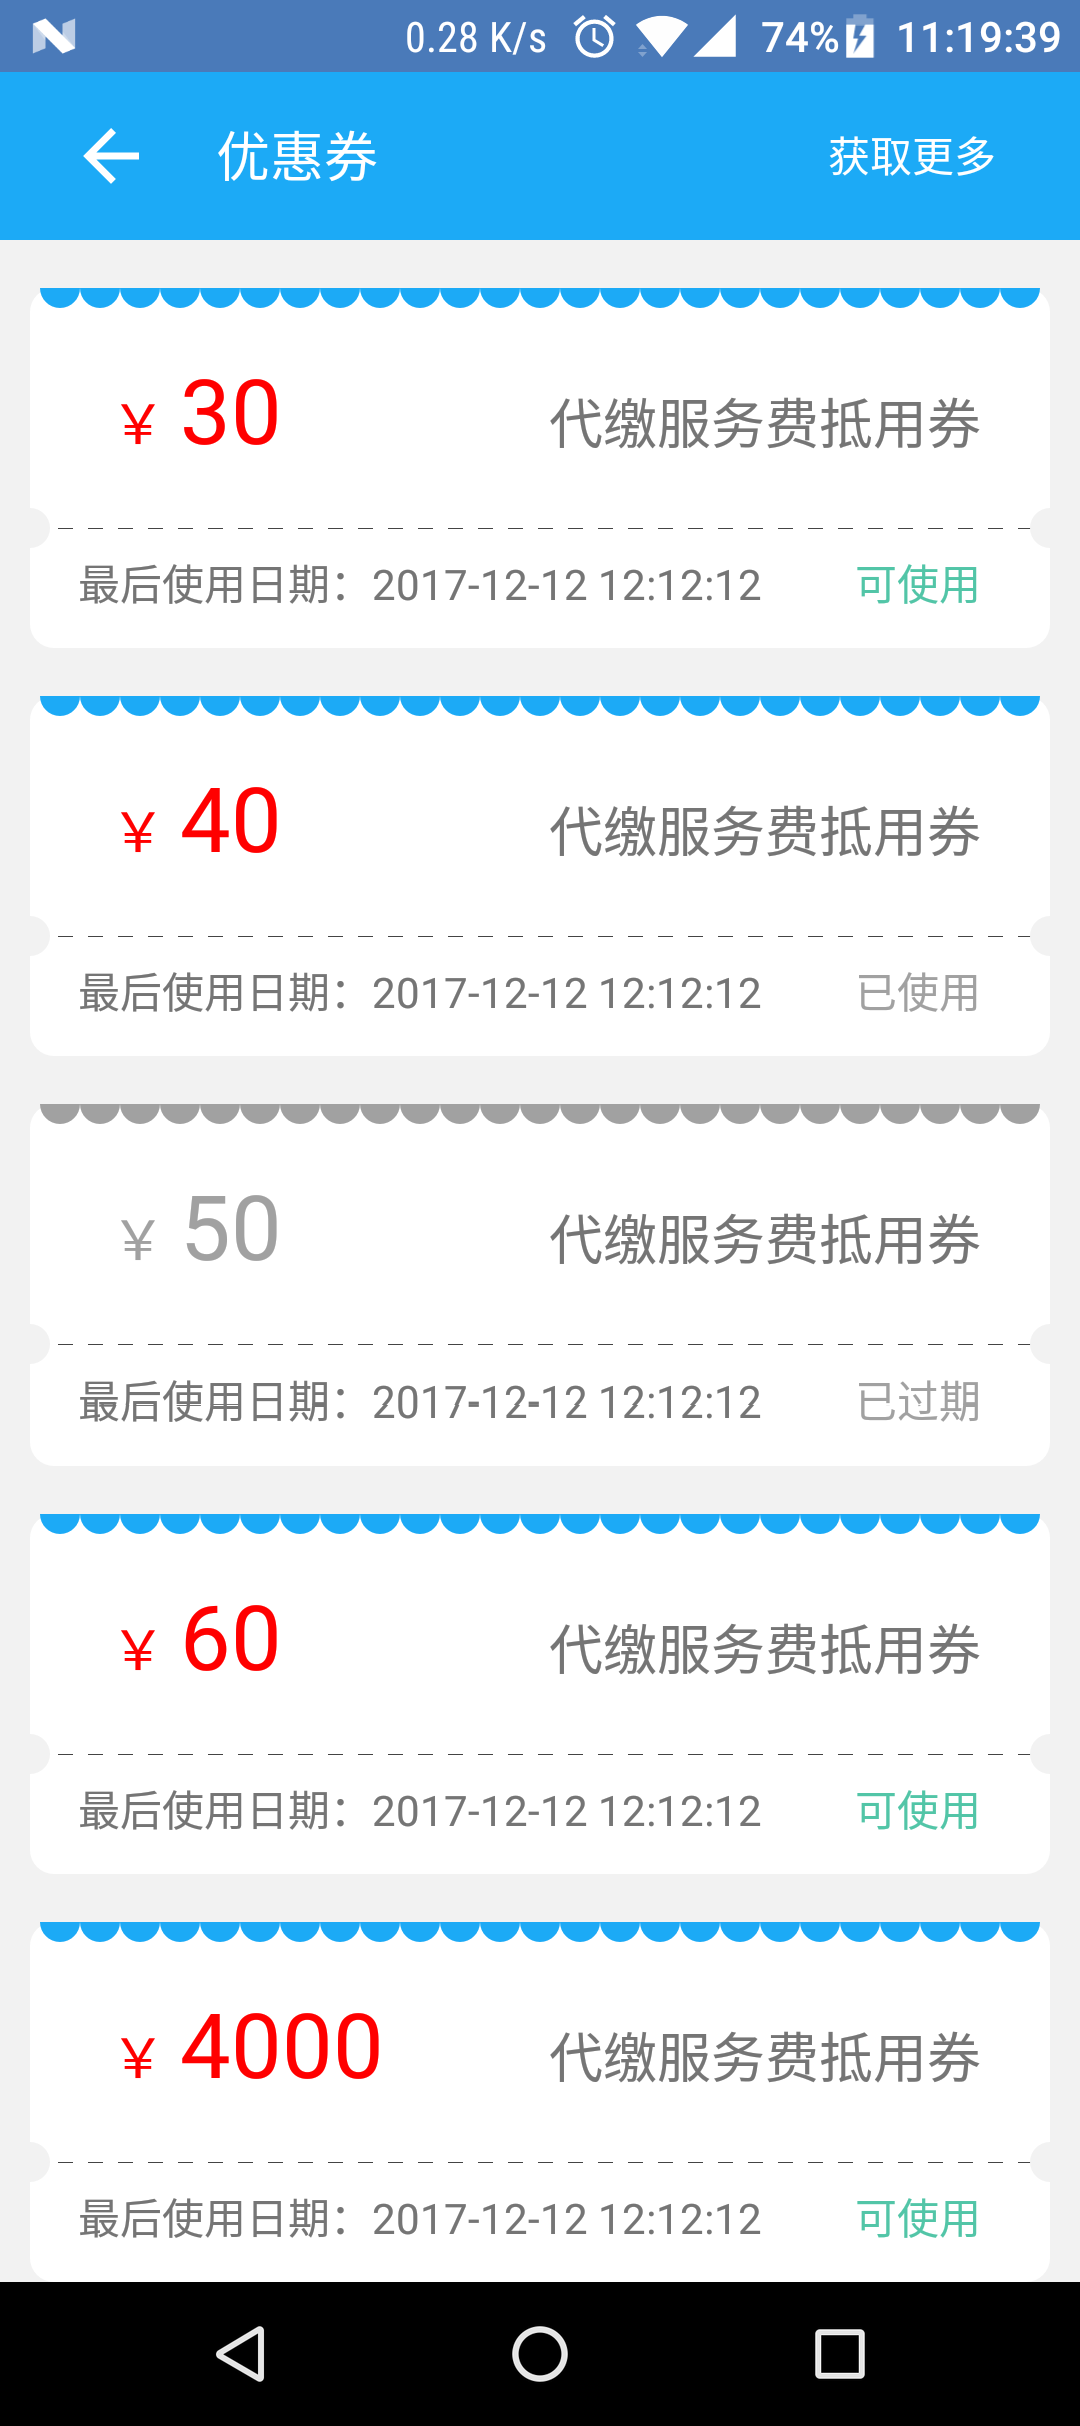 0.28 K/s 74% 11:19:39
优惠券 获取更多
¥ 30 代缴服务费抵用券
最后使用日期：2017-12-12 12:12:12 可使用
¥ 40 代缴服务费抵用券
最后使用日期：2017-12-12 12:12:12 已使用
¥ 50 代缴服务费抵用券
最后使用日期：2017-12-12 12:12:12 已过期
¥ 60 代缴服务费抵用券
最后使用日期：2017-12-12 12:12:12 可使用
¥ 4000 代缴服务费抵用券
最后使用日期：2017-12-12 12:12:12 可使用